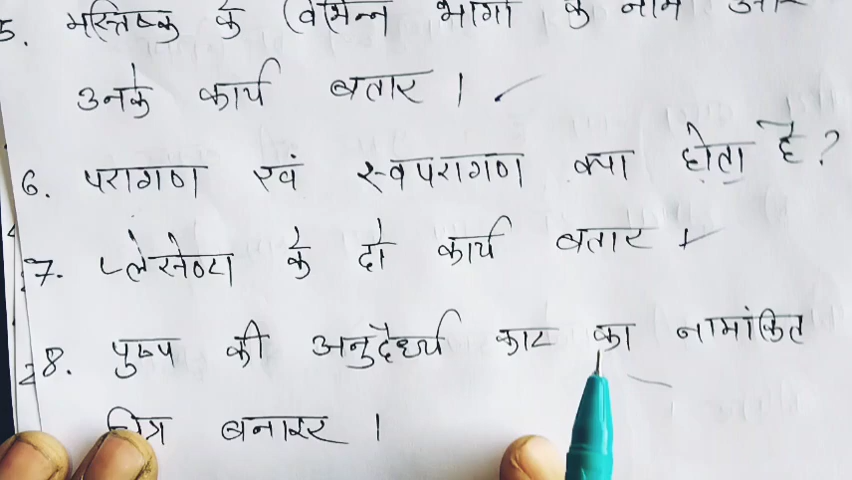 5. मस्तिष्क के विभिन्न भागों के नाम और
उनके कार्य बताए ।
6. परागण एवं स्वपरागण क्या होता है ?
7. प्लेसेण्टा के दो कार्य बताए ।
8. पुष्प की अनुदैर्ध्य काट का नामांकित
चित्र बनाइए ।